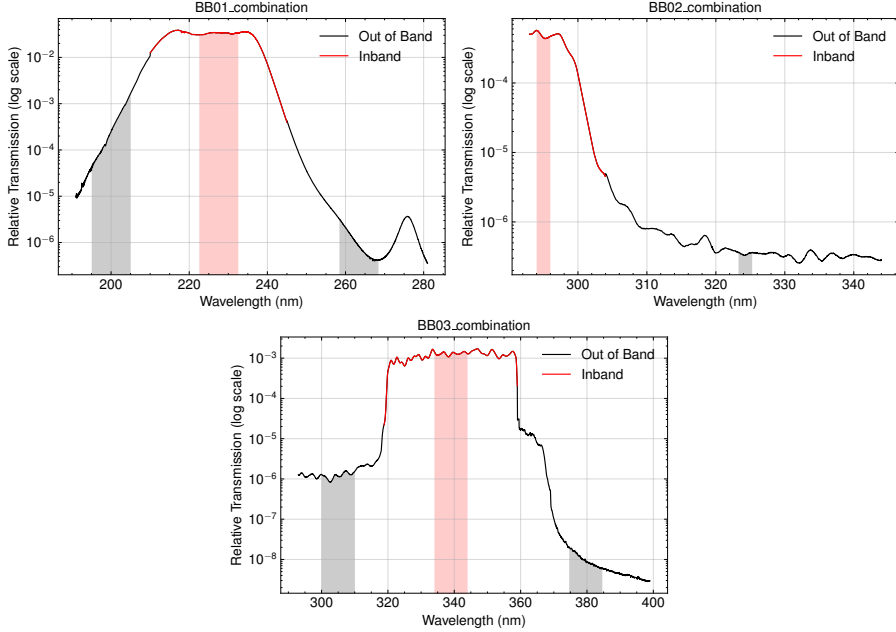 BB01_combination
Relative Transmission (log scale)
10⁻²
10⁻³
10⁻⁴
10⁻⁵
10⁻⁶
Out of Band
Inband
200 220 240 260 280
Wavelength (nm)
BB02_combination
Relative Transmission (log scale)
10⁻⁴
10⁻⁵
10⁻⁶
Out of Band
Inband
300 310 320 330 340
Wavelength (nm)
BB03_combination
Relative Transmission (log scale)
10⁻³
10⁻⁴
10⁻⁵
10⁻⁶
10⁻⁷
10⁻⁸
Out of Band
Inband
300 320 340 360 380 400
Wavelength (nm)